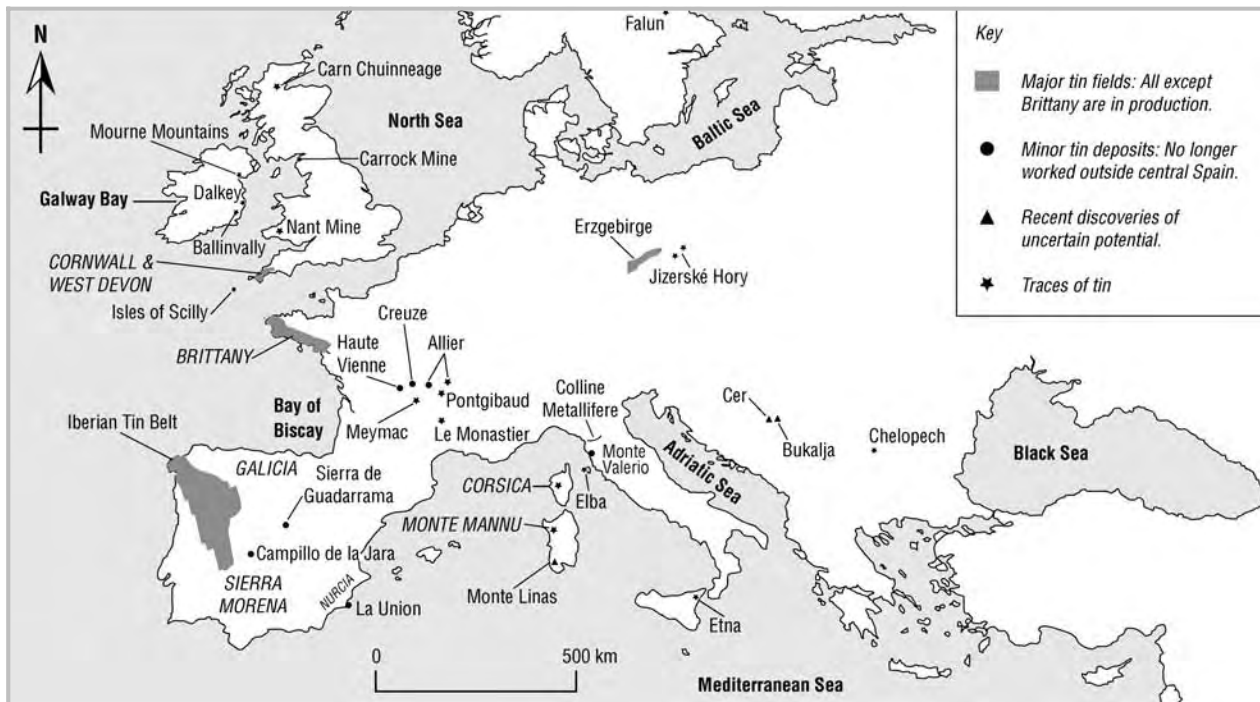 N
Falun
Carn Chuinneage
North Sea
Baltic Sea
Mourne Mountains
Carrock Mine
Dalkey
Galway Bay
Nant Mine
Ballinvally
CORNWALL &
WEST DEVON
Isles of Scilly
Erzgebirge
Jizerské Hory
Creuze
BRITTANY
Haute
Vienne
Allier
Pontgibaud
Bay of
Biscay
Meymac
Le Monastier
Colline
Metallifere
Cer
Bukalja
Chelopech
Black Sea
Iberian Tin Belt
GALICIA
Sierra de
Guadarrama
Monte
Valerio
Adriatic Sea
CORSICA
Elba
MONTE MANNU
Campillo de la Jara
SIERRA
MORENA
NURCIA
La Union
Monte Linas
Etna
0
500 km
Mediterranean Sea
Key
Major tin fields: All except
Brittany are in production.
Minor tin deposits: No longer
worked outside central Spain.
Recent discoveries of
uncertain potential.
Traces of tin